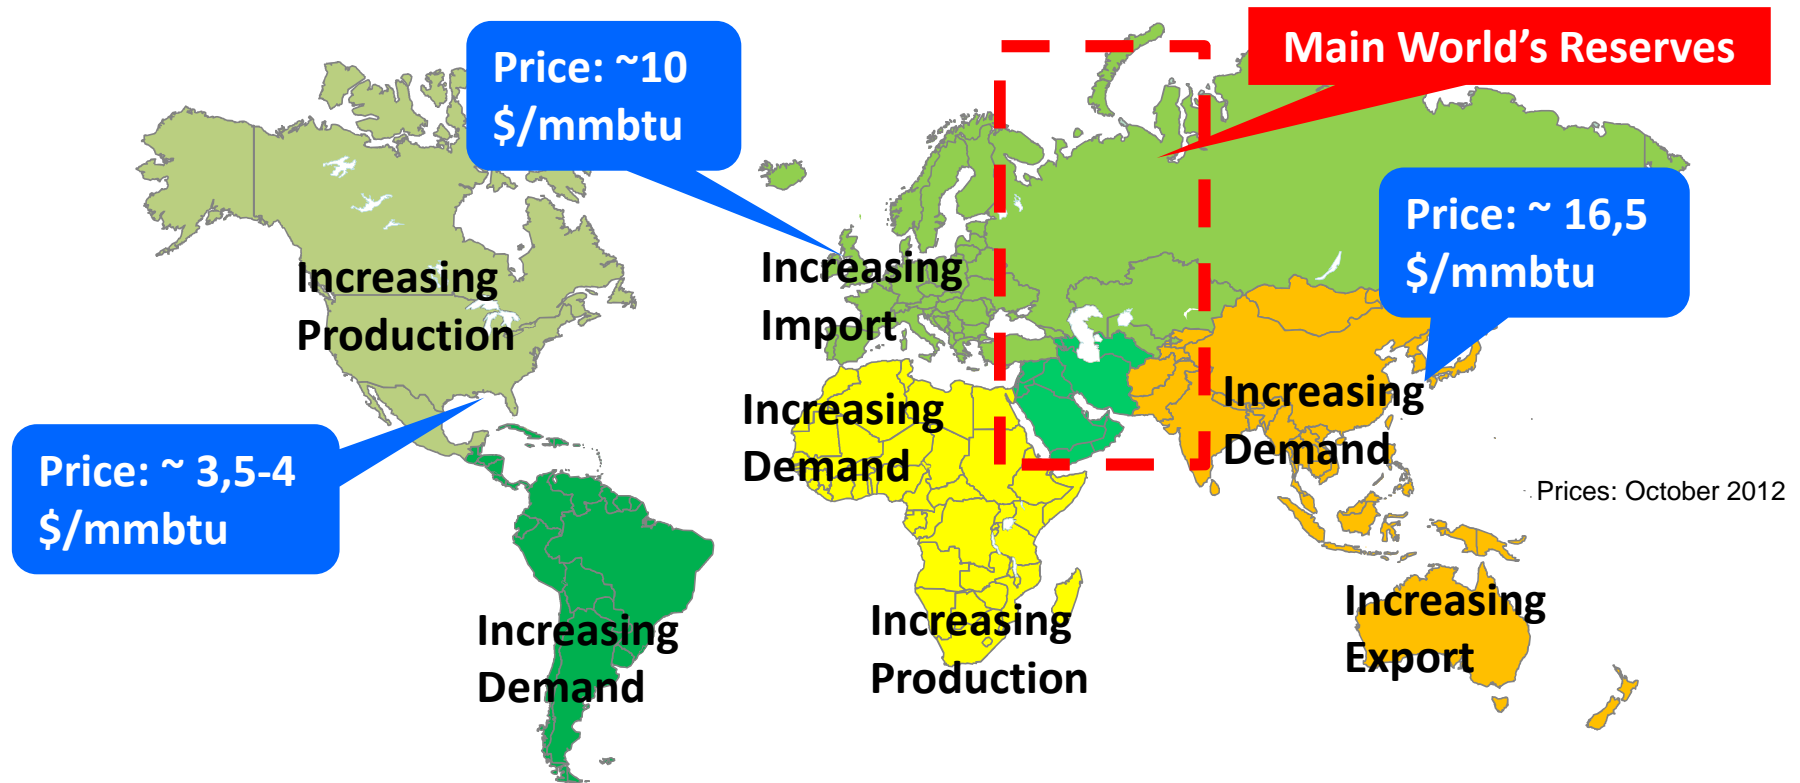 Main World’s Reserves
Price: ~10
$/mmbtu
Price: ~ 16,5
$/mmbtu
Increasing
Production
Increasing
Import
Increasing
Demand
Increasing
Demand
Price: ~ 3,5-4
$/mmbtu
Prices: October 2012
Increasing
Demand
Increasing
Production
Increasing
Export